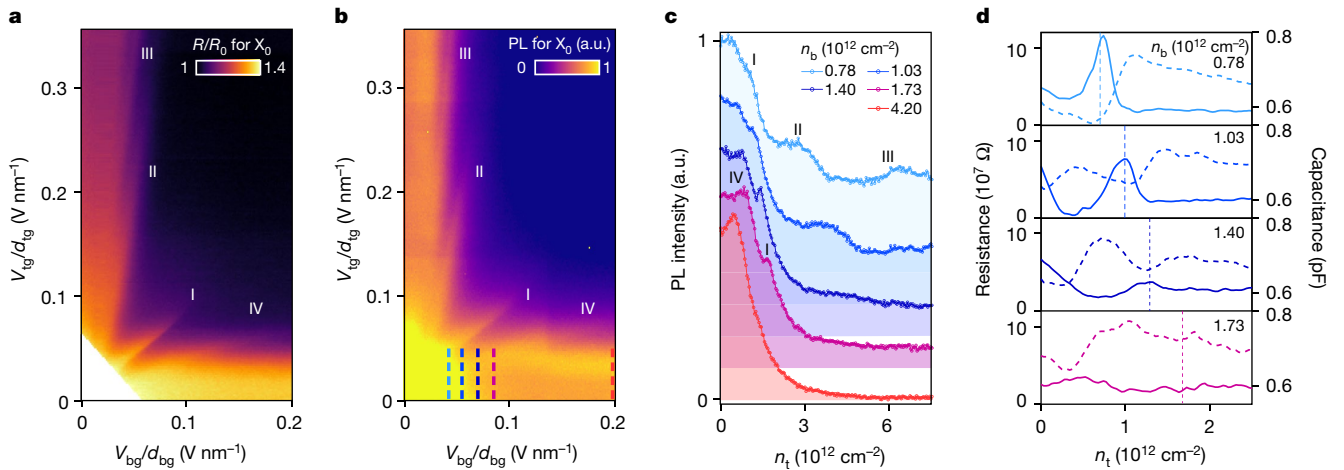 a
R/R0 for X0
1 1.4
III
II
I
IV
0.3
0.2
0.1
0
Vtg/dtg (V nm−1)
0 0.1 0.2
Vbg/dbg (V nm−1)
b
PL for X0 (a.u.)
0 1
III
II
I
IV
0.3
0.2
0.1
0
Vtg/dtg (V nm−1)
0 0.1 0.2
Vbg/dbg (V nm−1)
c
nb (1012 cm−2)
0.78 1.03
1.40 1.73
4.20
1
I
II
III
IV
I
0
PL intensity (a.u.)
0 3 6
nt (1012 cm−2)
d
nb (1012 cm−2)
0.78
10 0.8
0 0.6
1.03
10 0.8
0 0.6
1.40
10 0.8
0 0.6
1.73
10 0.8
0 0.6
Resistance (107 Ω)
Capacitance (pF)
0 1 2
nt (1012 cm−2)